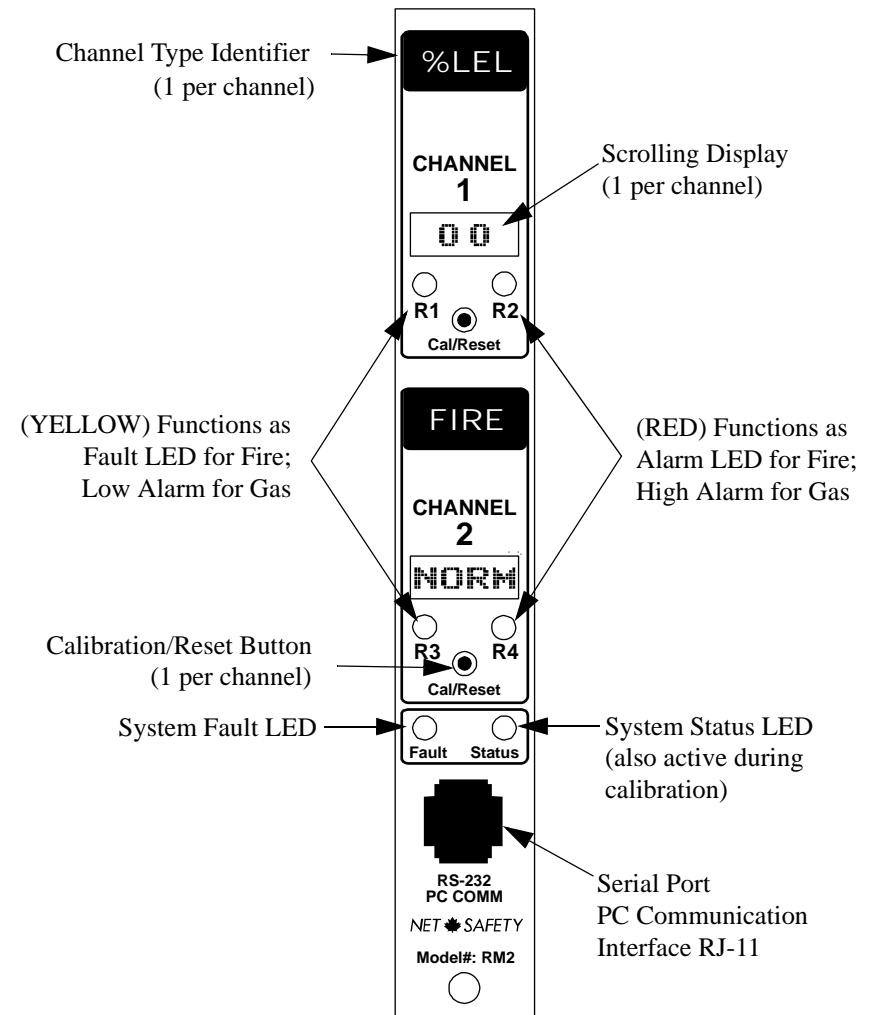 Channel Type Identifier
(1 per channel)
%LEL
CHANNEL
1
Scrolling Display
(1 per channel)
00
R1
R2
Cal/Reset
FIRE
(YELLOW) Functions as
Fault LED for Fire;
Low Alarm for Gas
(RED) Functions as
Alarm LED for Fire;
High Alarm for Gas
CHANNEL
2
NORM
R3
R4
Cal/Reset
Calibration/Reset Button
(1 per channel)
System Fault LED
Fault
Status
System Status LED
(also active during
calibration)
RS-232
PC COMM
NET SAFETY
Model#: RM2
Serial Port
PC Communication
Interface RJ-11